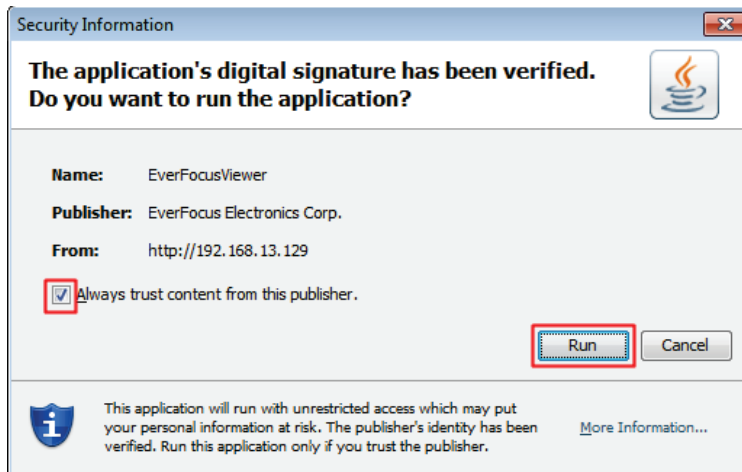 Security Information
The application's digital signature has been verified.
Do you want to run the application?
Name: EverFocusViewer
Publisher: EverFocus Electronics Corp.
From: http://192.168.13.129
Always trust content from this publisher.
Run Cancel
This application will run with unrestricted access which may put
your personal information at risk. The publisher's identity has been
verified. Run this application only if you trust the publisher.
More Information...